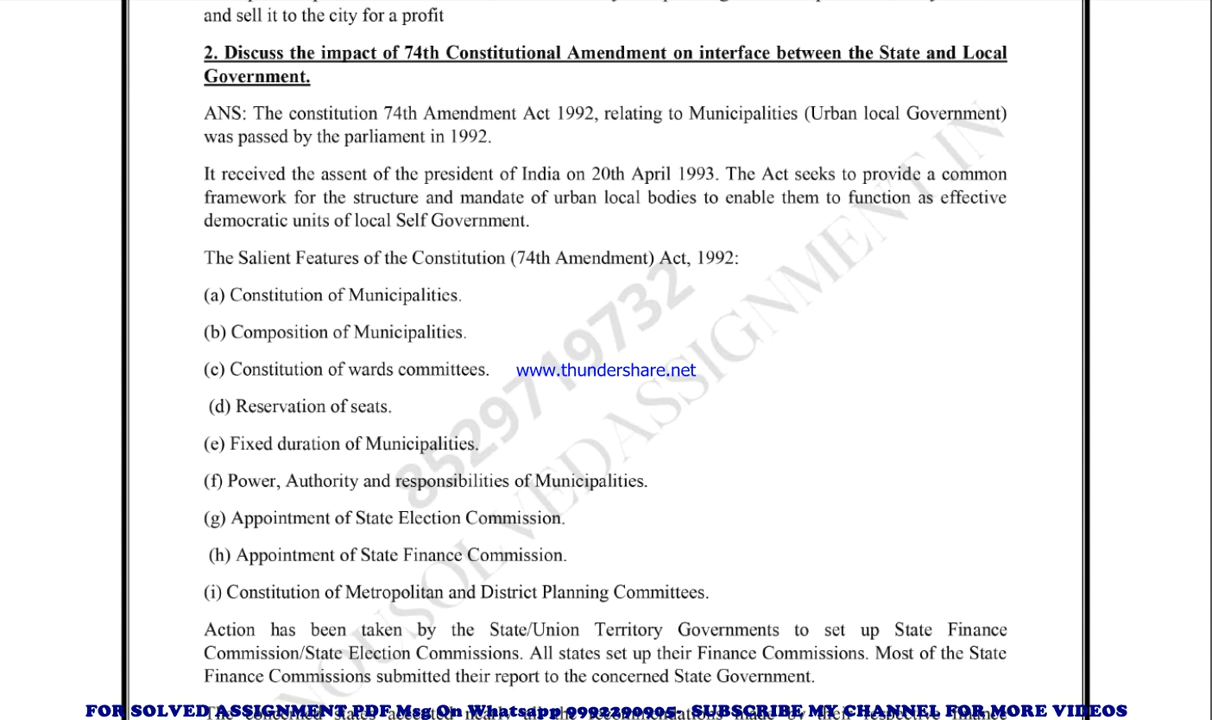 and sell it to the city for a profit
2. Discuss the impact of 74th Constitutional Amendment on interface between the State and Local
Government.
ANS: The constitution 74th Amendment Act 1992, relating to Municipalities (Urban local Government)
was passed by the parliament in 1992.
It received the assent of the president of India on 20th April 1993. The Act seeks to provide a common
framework for the structure and mandate of urban local bodies to enable them to function as effective
democratic units of local Self Government.
The Salient Features of the Constitution (74th Amendment) Act, 1992:
(a) Constitution of Municipalities.
(b) Composition of Municipalities.
(c) Constitution of wards committees. www.thundershare.net
(d) Reservation of seats.
(e) Fixed duration of Municipalities.
(f) Power, Authority and responsibilities of Municipalities.
(g) Appointment of State Election Commission.
(h) Appointment of State Finance Commission.
(i) Constitution of Metropolitan and District Planning Committees.
Action has been taken by the State/Union Territory Governments to set up State Finance
Commission/State Election Commissions. All states set up their Finance Commissions. Most of the State
Finance Commissions submitted their report to the concerned State Government.
FOR SOLVED ASSIGNMENT PDF Msg On Whatsapp 9992290905- SUBSCRIBE MY CHANNEL FOR MORE VIDEOS
8529719732
NOUSOLVEDASSIGNMENT IN